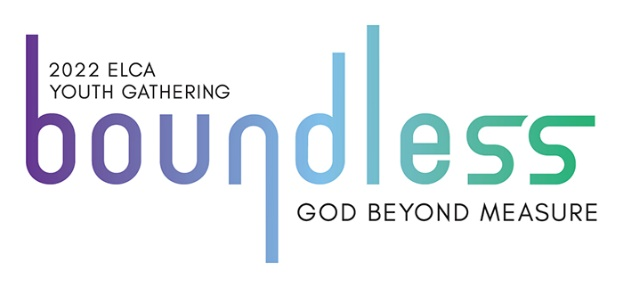 2022 ELCA
YOUTH GATHERING
boundless
GOD BEYOND MEASURE